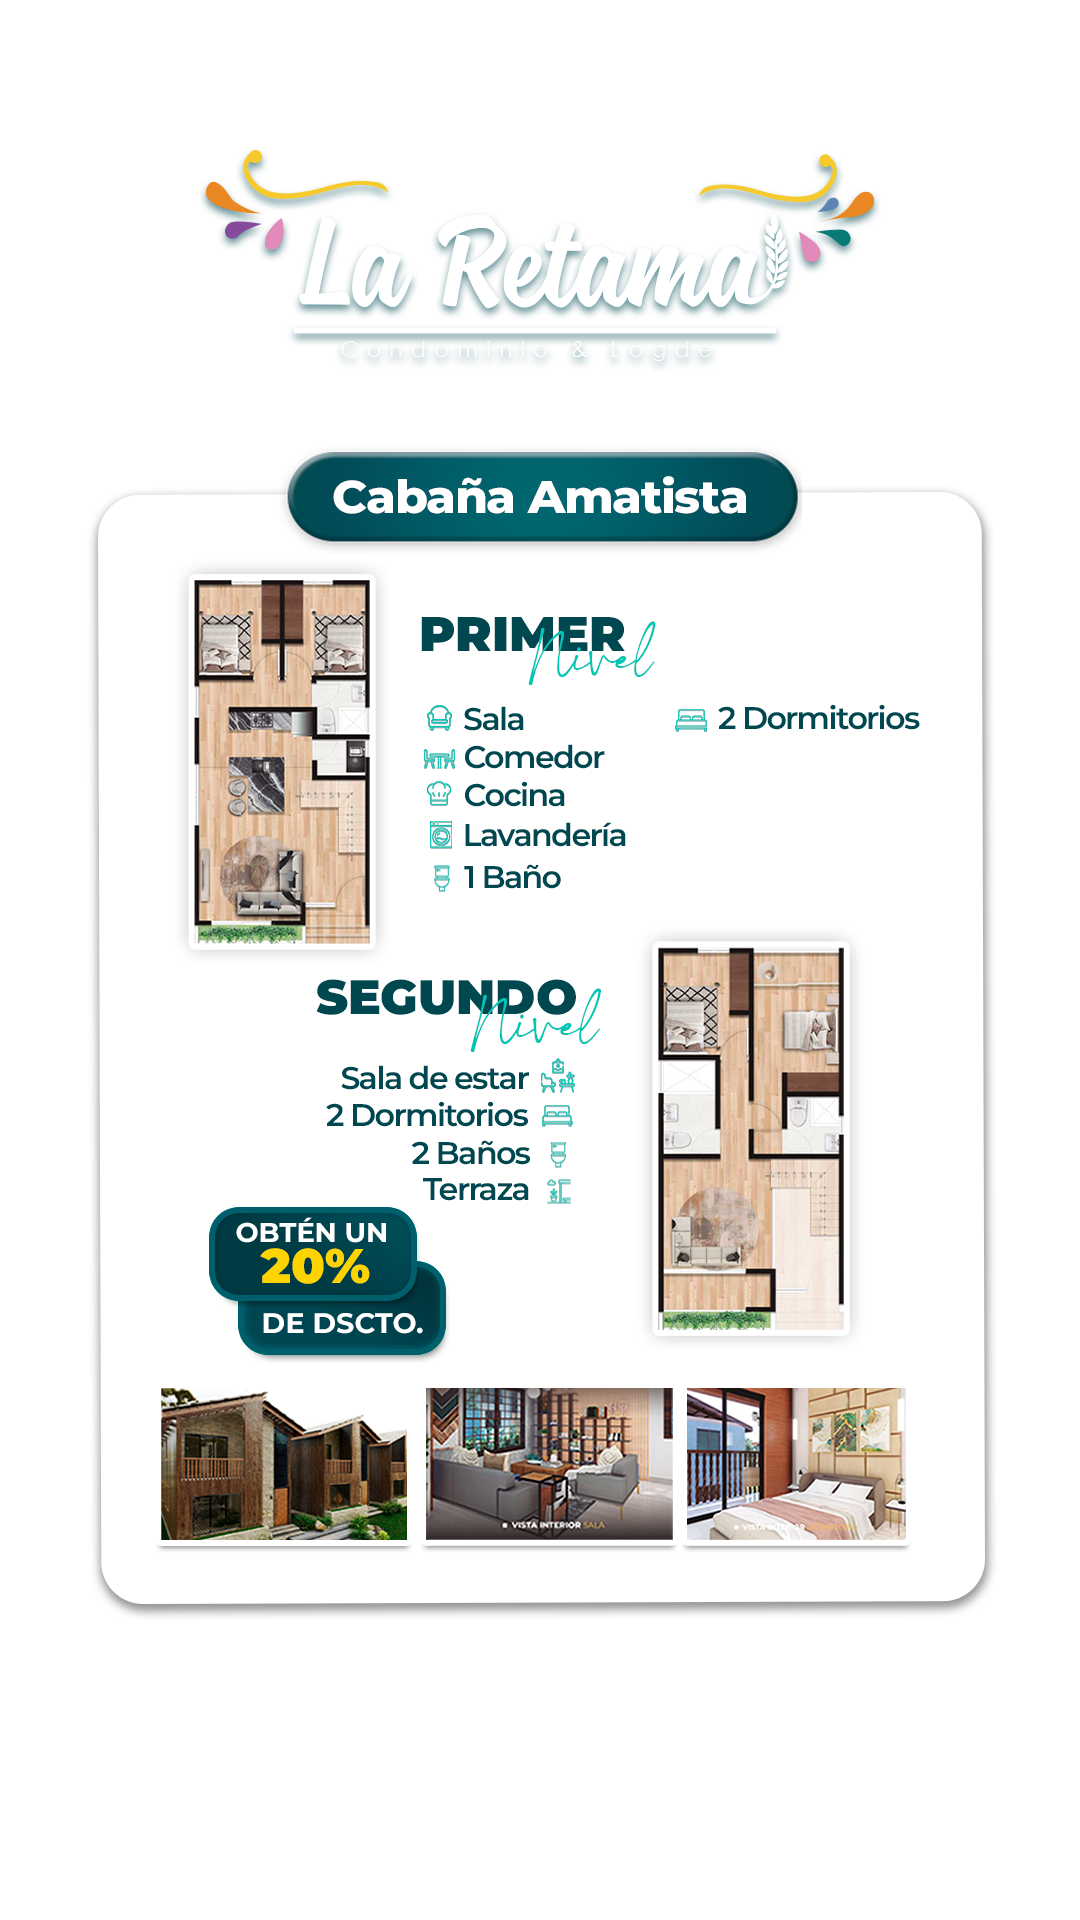 La Retama
Condominio & Logde
Cabaña Amatista
PRIMER
Nivel
Sala
Comedor
Cocina
Lavandería
1 Baño
2 Dormitorios
SEGUNDO
Nivel
Sala de estar
2 Dormitorios
2 Baños
Terraza
OBTÉN UN
20%
DE DSCTO.
VISTA INTERIOR SALA
VISTA INTERIOR